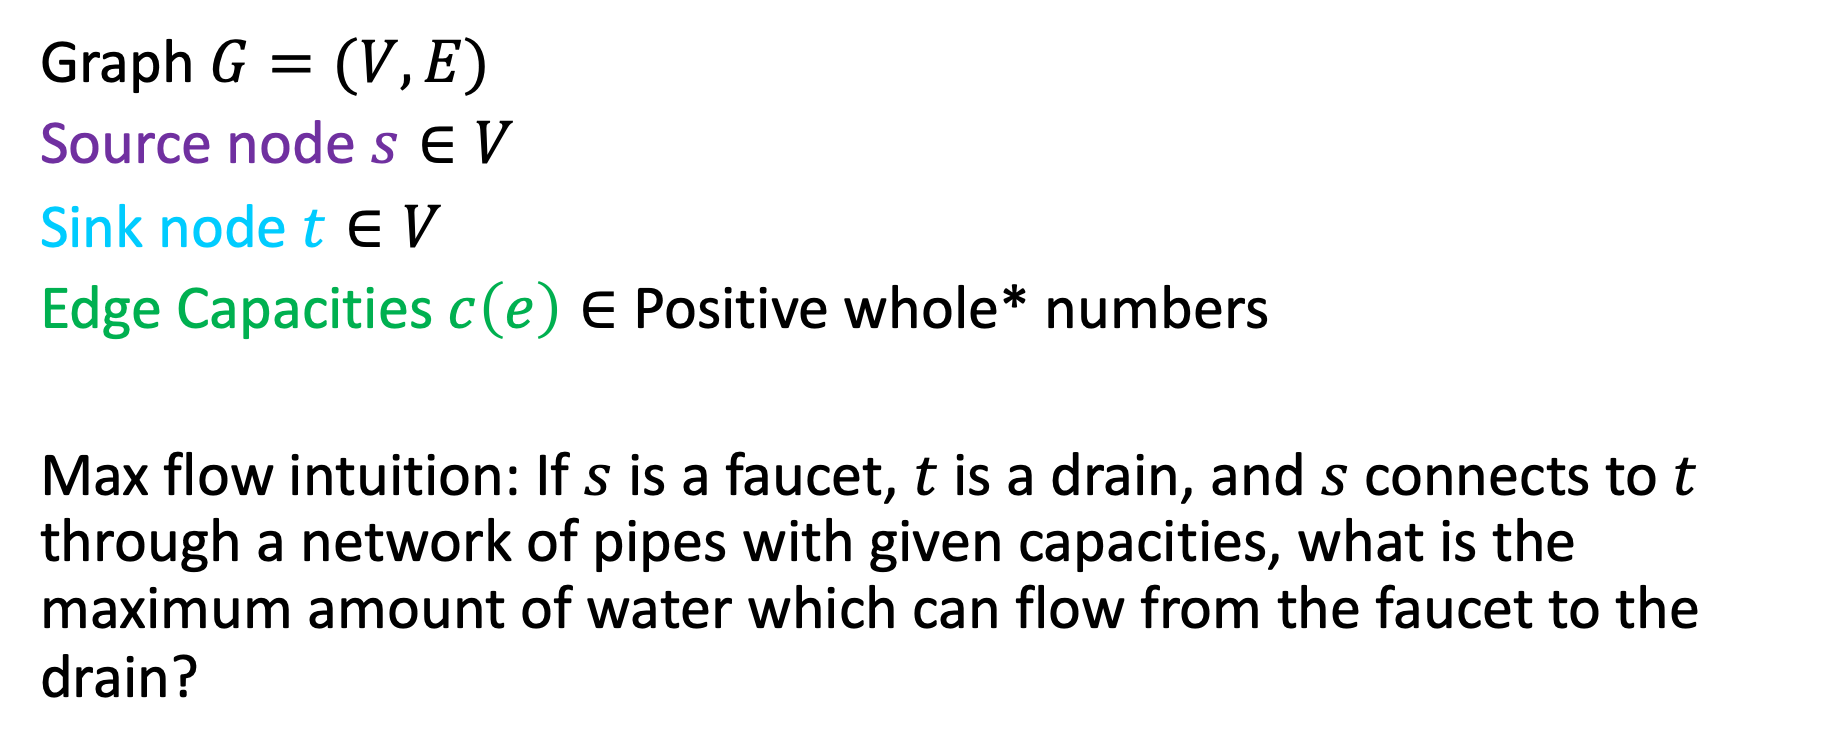 Graph G = (V, E)
Source node s ∈ V
Sink node t ∈ V
Edge Capacities c(e) ∈ Positive whole* numbers
Max flow intuition: If s is a faucet, t is a drain, and s connects to t
through a network of pipes with given capacities, what is the
maximum amount of water which can flow from the faucet to the
drain?